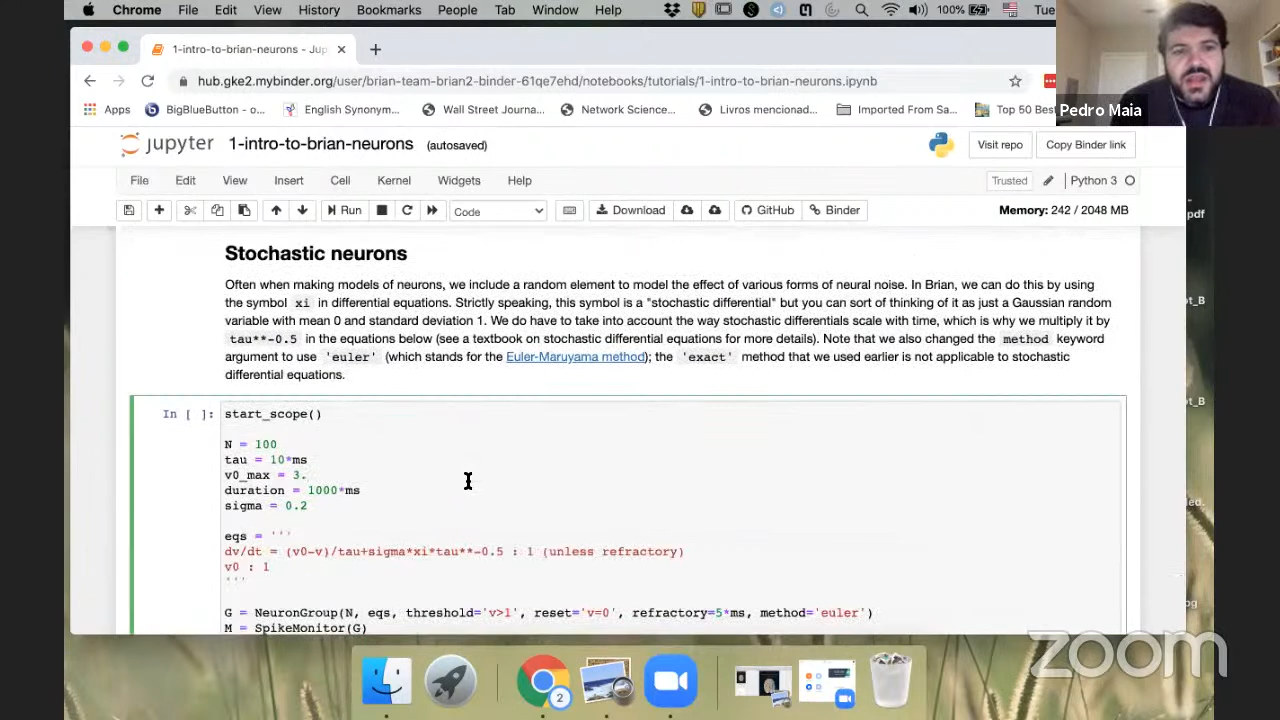 Chrome File Edit View History Bookmarks People Tab Window Help 100% Tue
1-intro-to-brian-neurons - Jup
hub.gke2.mybinder.org/user/brian-team-brian2-binder-61qe7ehd/notebooks/tutorials/1-intro-to-brian-neurons.ipynb
Apps BigBlueButton - o... English Synonym... Wall Street Journa... Network Science... Livros mencionad... Imported From Sa... Top 50 Best
Pedro Maia
jupyter 1-intro-to-brian-neurons (autosaved) Visit repo Copy Binder link
File Edit View Insert Cell Kernel Widgets Help Trusted Python 3
Run Code Download GitHub Binder Memory: 242 / 2048 MB
pdf
Stochastic neurons
Often when making models of neurons, we include a random element to model the effect of various forms of neural noise. In Brian, we can do this by using
the symbol xi in differential equations. Strictly speaking, this symbol is a "stochastic differential" but you can sort of thinking of it as just a Gaussian random
variable with mean 0 and standard deviation 1. We do have to take into account the way stochastic differentials scale with time, which is why we multiply it by
tau**-0.5 in the equations below (see a textbook on stochastic differential equations for more details). Note that we also changed the method keyword
argument to use 'euler' (which stands for the Euler-Maruyama method); the 'exact' method that we used earlier is not applicable to stochastic
differential equations.
ot_B
ot_B
In [ ]: start_scope()
N = 100
tau = 10*ms
v0_max = 3.
duration = 1000*ms
sigma = 0.2
led.
eqs = '''
dv/dt = (v0-v)/tau+sigma*xi*tau**-0.5 : 1 (unless refractory)
v0 : 1
'''
og
G = NeuronGroup(N, eqs, threshold='v>1', reset='v=0', refractory=5*ms, method='euler')
M = SpikeMonitor(G)
zoom
2